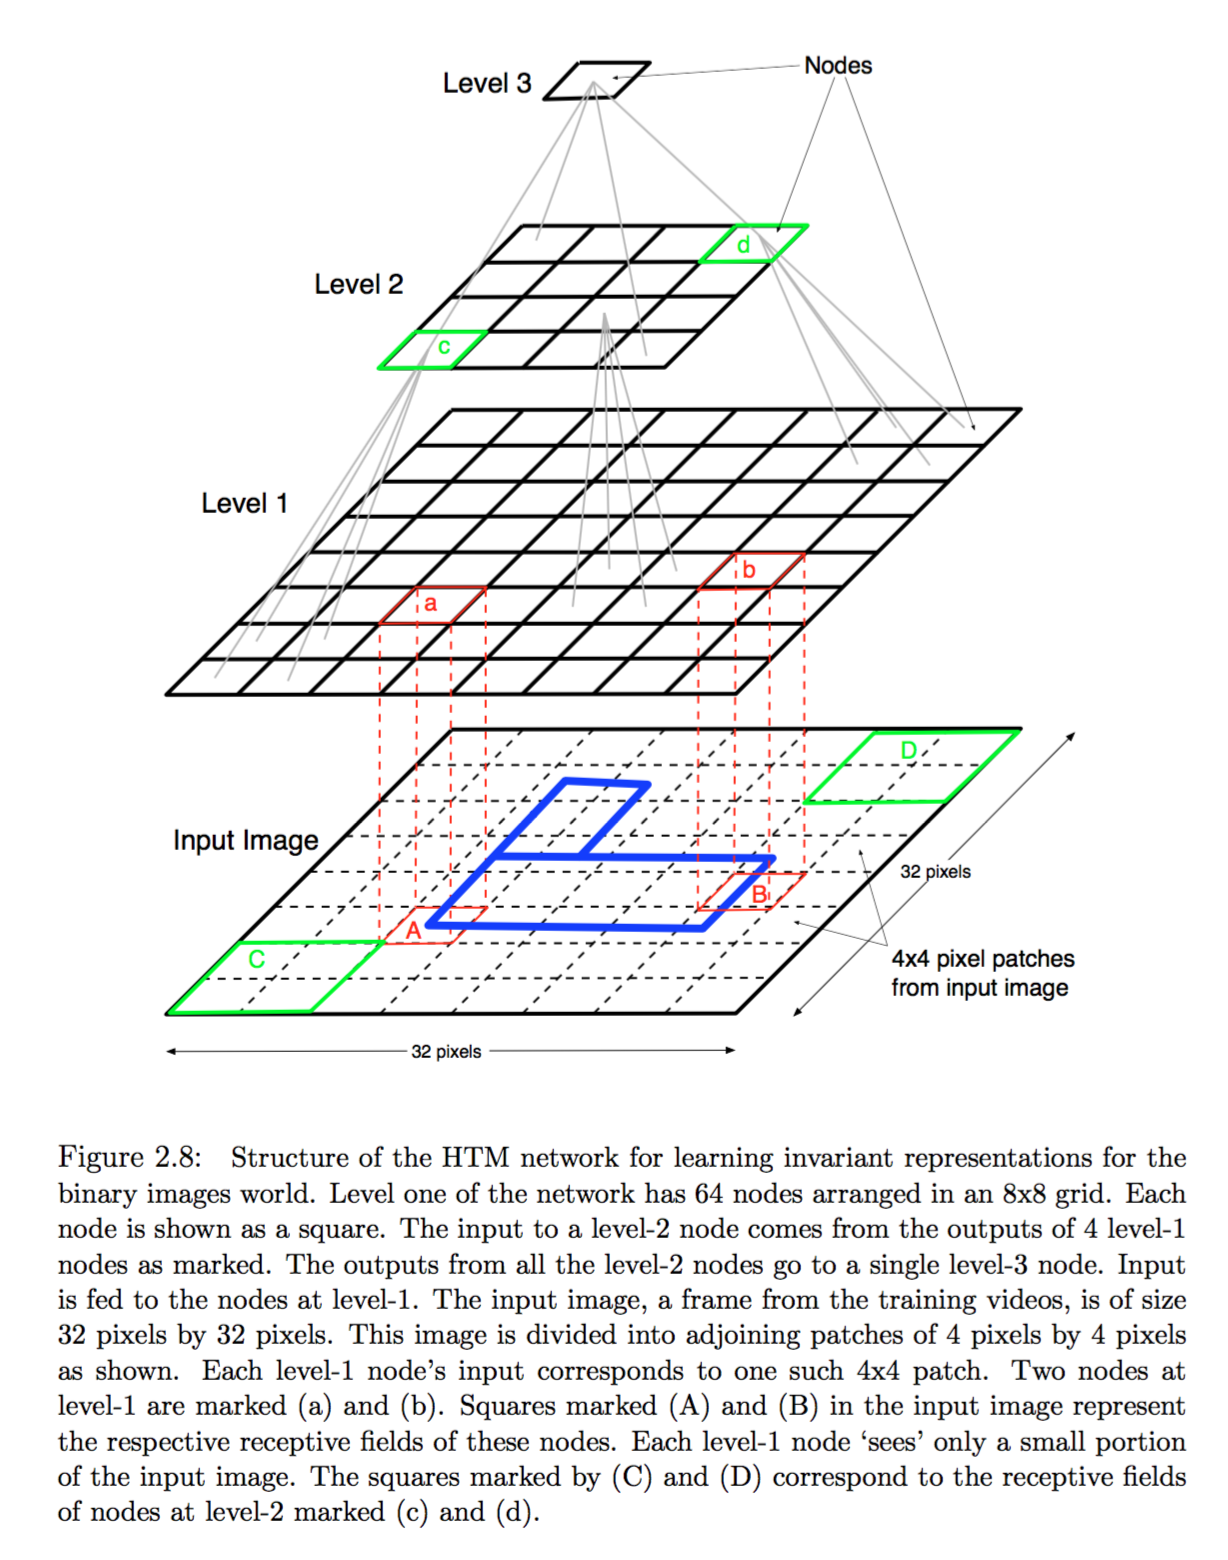 Level 3
Nodes
d
Level 2
c
Level 1
b
a
D
Input Image
32 pixels
B
A
C
4x4 pixel patches
from input image
32 pixels
Figure 2.8: Structure of the HTM network for learning invariant representations for the
binary images world. Level one of the network has 64 nodes arranged in an 8x8 grid. Each
node is shown as a square. The input to a level-2 node comes from the outputs of 4 level-1
nodes as marked. The outputs from all the level-2 nodes go to a single level-3 node. Input
is fed to the nodes at level-1. The input image, a frame from the training videos, is of size
32 pixels by 32 pixels. This image is divided into adjoining patches of 4 pixels by 4 pixels
as shown. Each level-1 node's input corresponds to one such 4x4 patch. Two nodes at
level-1 are marked (a) and (b). Squares marked (A) and (B) in the input image represent
the respective receptive fields of these nodes. Each level-1 node ‘sees’ only a small portion
of the input image. The squares marked by (C) and (D) correspond to the receptive fields
of nodes at level-2 marked (c) and (d).